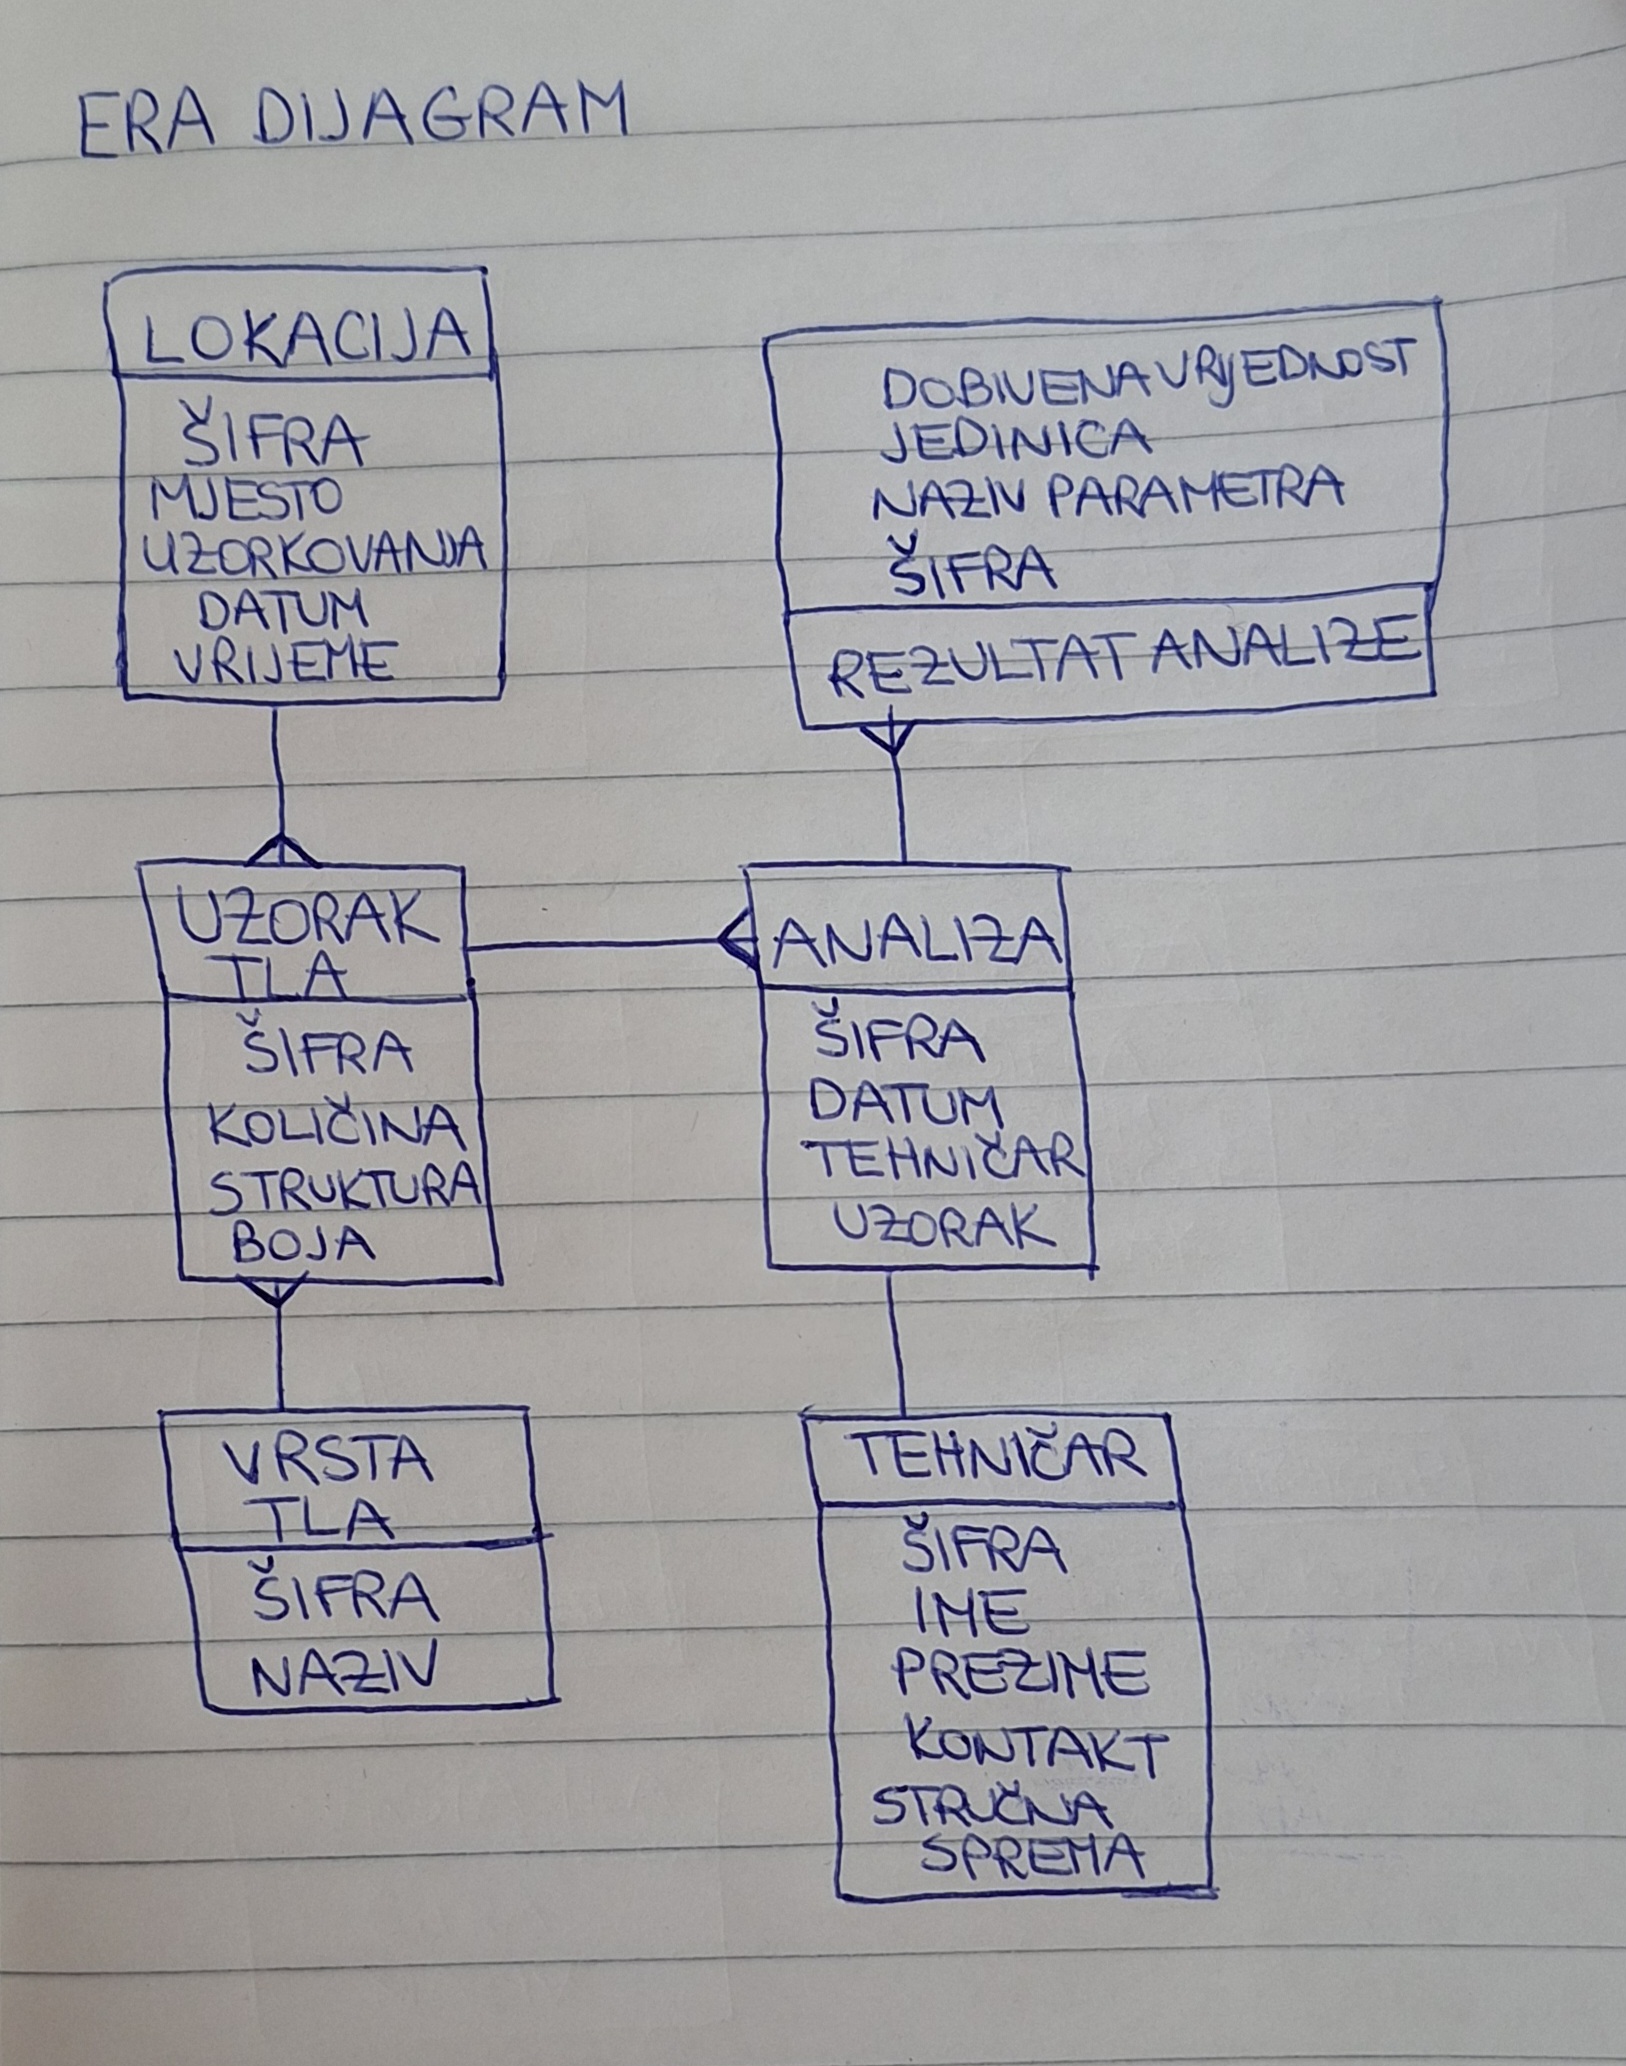 ERA DIJAGRAM
LOKACIJA
ŠIFRA
MJESTO
UZORKOVANJA
DATUM
VRIJEME
DOBIVENA VRIJEDNOST
JEDINICA
NAZIV PARAMETRA
ŠIFRA
REZULTAT ANALIZE
UZORAK
TLA
ŠIFRA
KOLIČINA
STRUKTURA
BOJA
ANALIZA
ŠIFRA
DATUM
TEHNIČAR
UZORAK
VRSTA
TLA
ŠIFRA
NAZIV
TEHNIČAR
ŠIFRA
IME
PREZIME
KONTAKT
STRUČNA
SPREMA